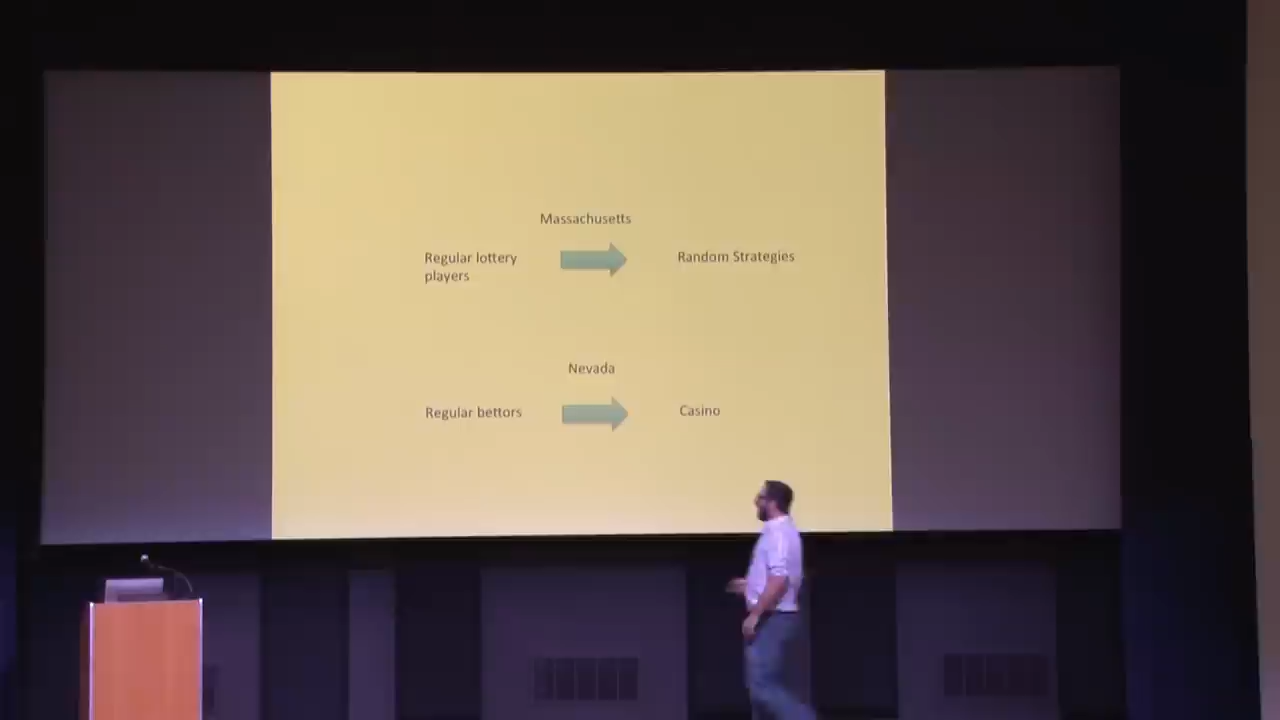 Massachusetts
Regular lottery
players
Random Strategies
Nevada
Regular bettors
Casino